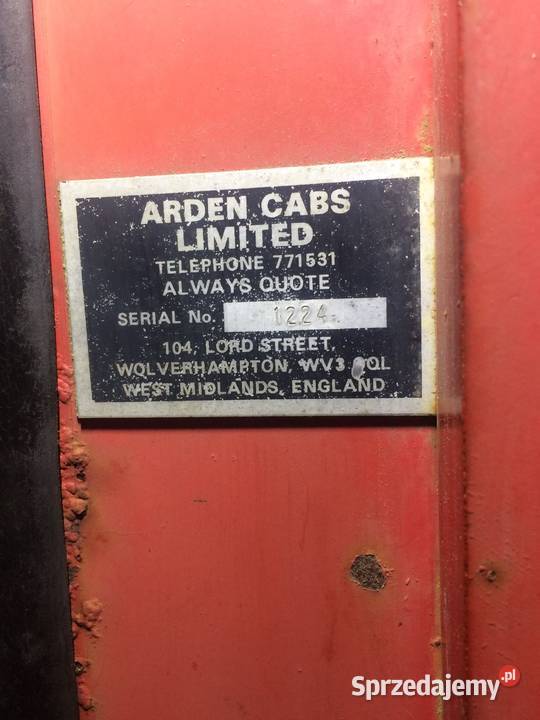 ARDEN CABS
LIMITED
TELEPHONE 771531
ALWAYS QUOTE
SERIAL No. 1224
104, LORD STREET,
WOLVERHAMPTON, WV3
WEST MIDLANDS, ENGLAND
Sprzedajemy.pl